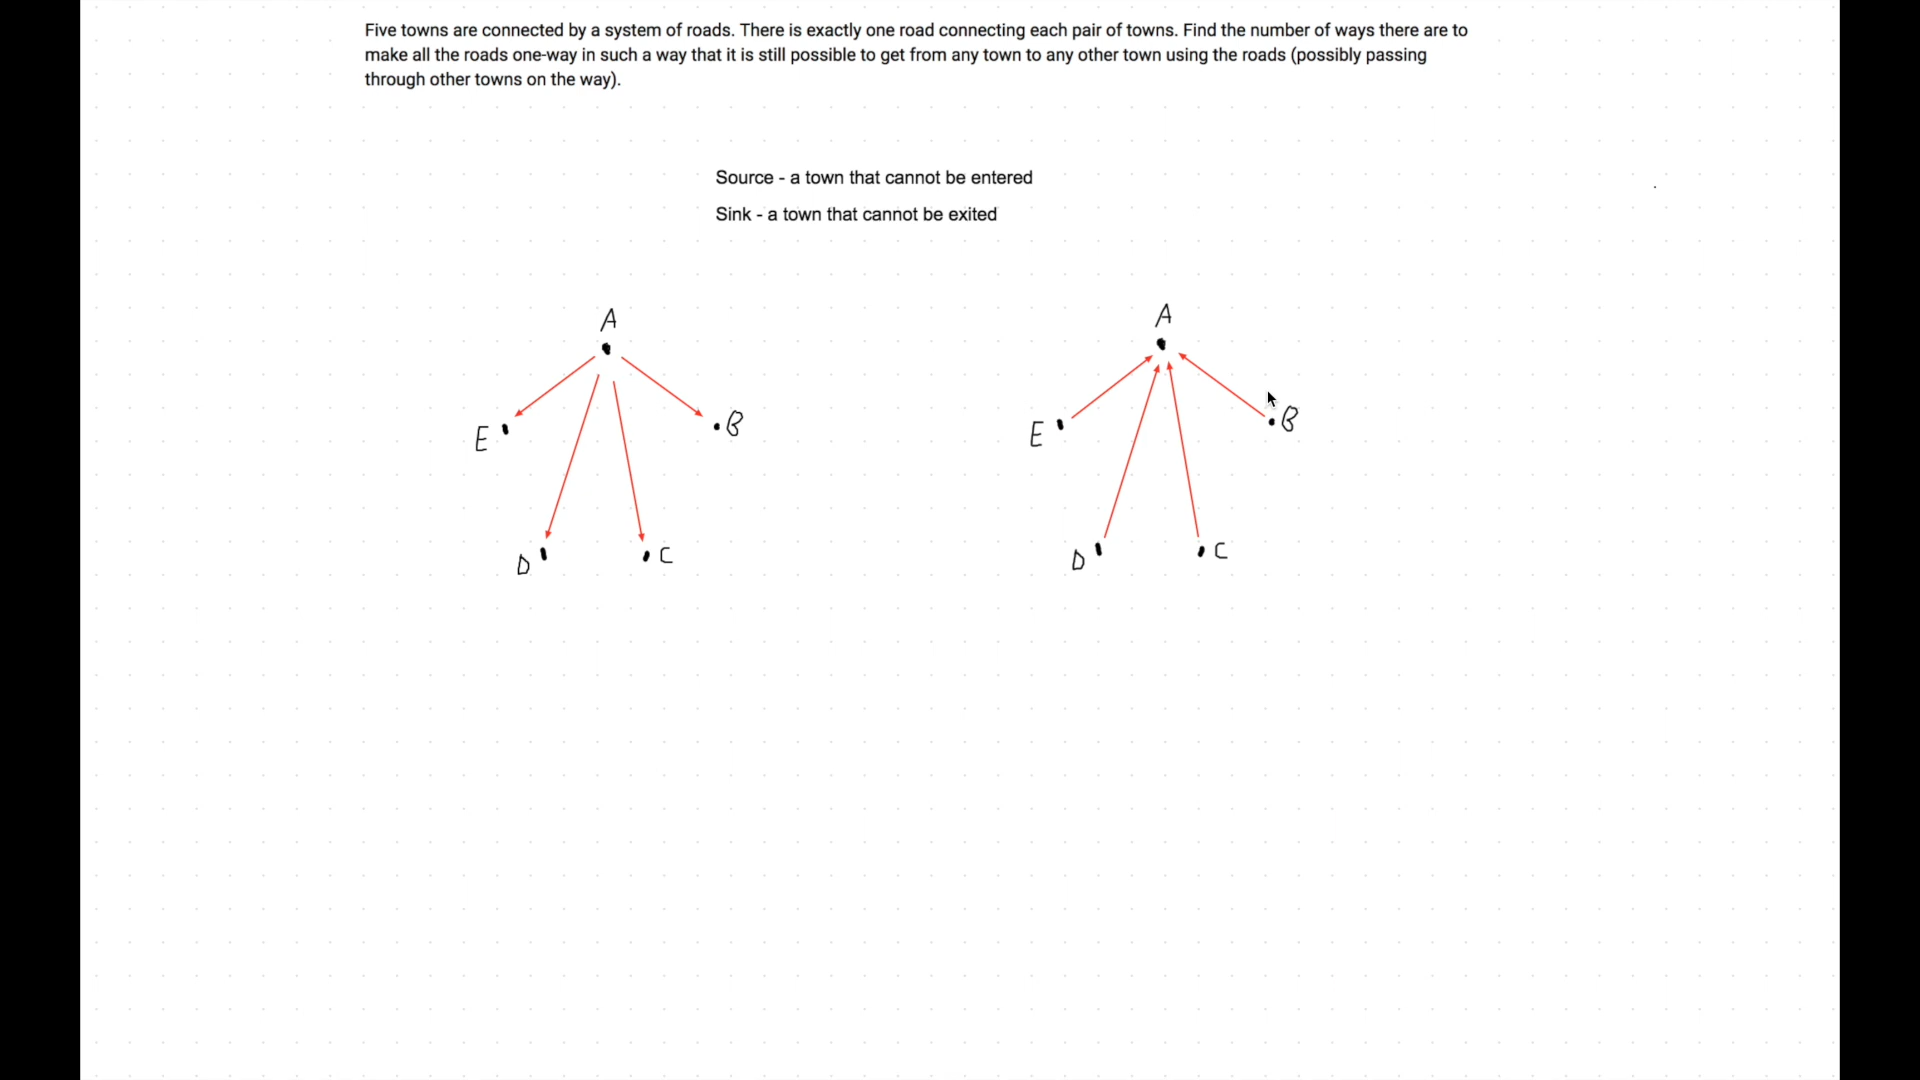 Five towns are connected by a system of roads. There is exactly one road connecting each pair of towns. Find the number of ways there are to
make all the roads one-way in such a way that it is still possible to get from any town to any other town using the roads (possibly passing
through other towns on the way).
Source - a town that cannot be entered
Sink - a town that cannot be exited
A
A
E
B
E
B
D
C
D
C